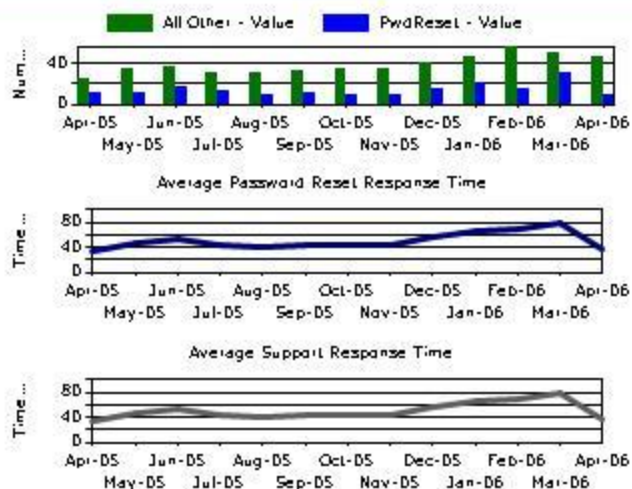 All Other - Value PwdReset - Value
Num...
40
0
Apr-05 Jun-05 Aug-05 Oct-05 Dec-05 Feb-06 Apr-06
May-05 Jul-05 Sep-05 Nov-05 Jan-06 Mar-06
Average Password Reset Response Time
Time...
80
40
0
Apr-05 Jun-05 Aug-05 Oct-05 Dec-05 Feb-06 Apr-06
May-05 Jul-05 Sep-05 Nov-05 Jan-06 Mar-06
Average Support Response Time
Time...
80
40
0
Apr-05 Jun-05 Aug-05 Oct-05 Dec-05 Feb-06 Apr-06
May-05 Jul-05 Sep-05 Nov-05 Jan-06 Mar-06